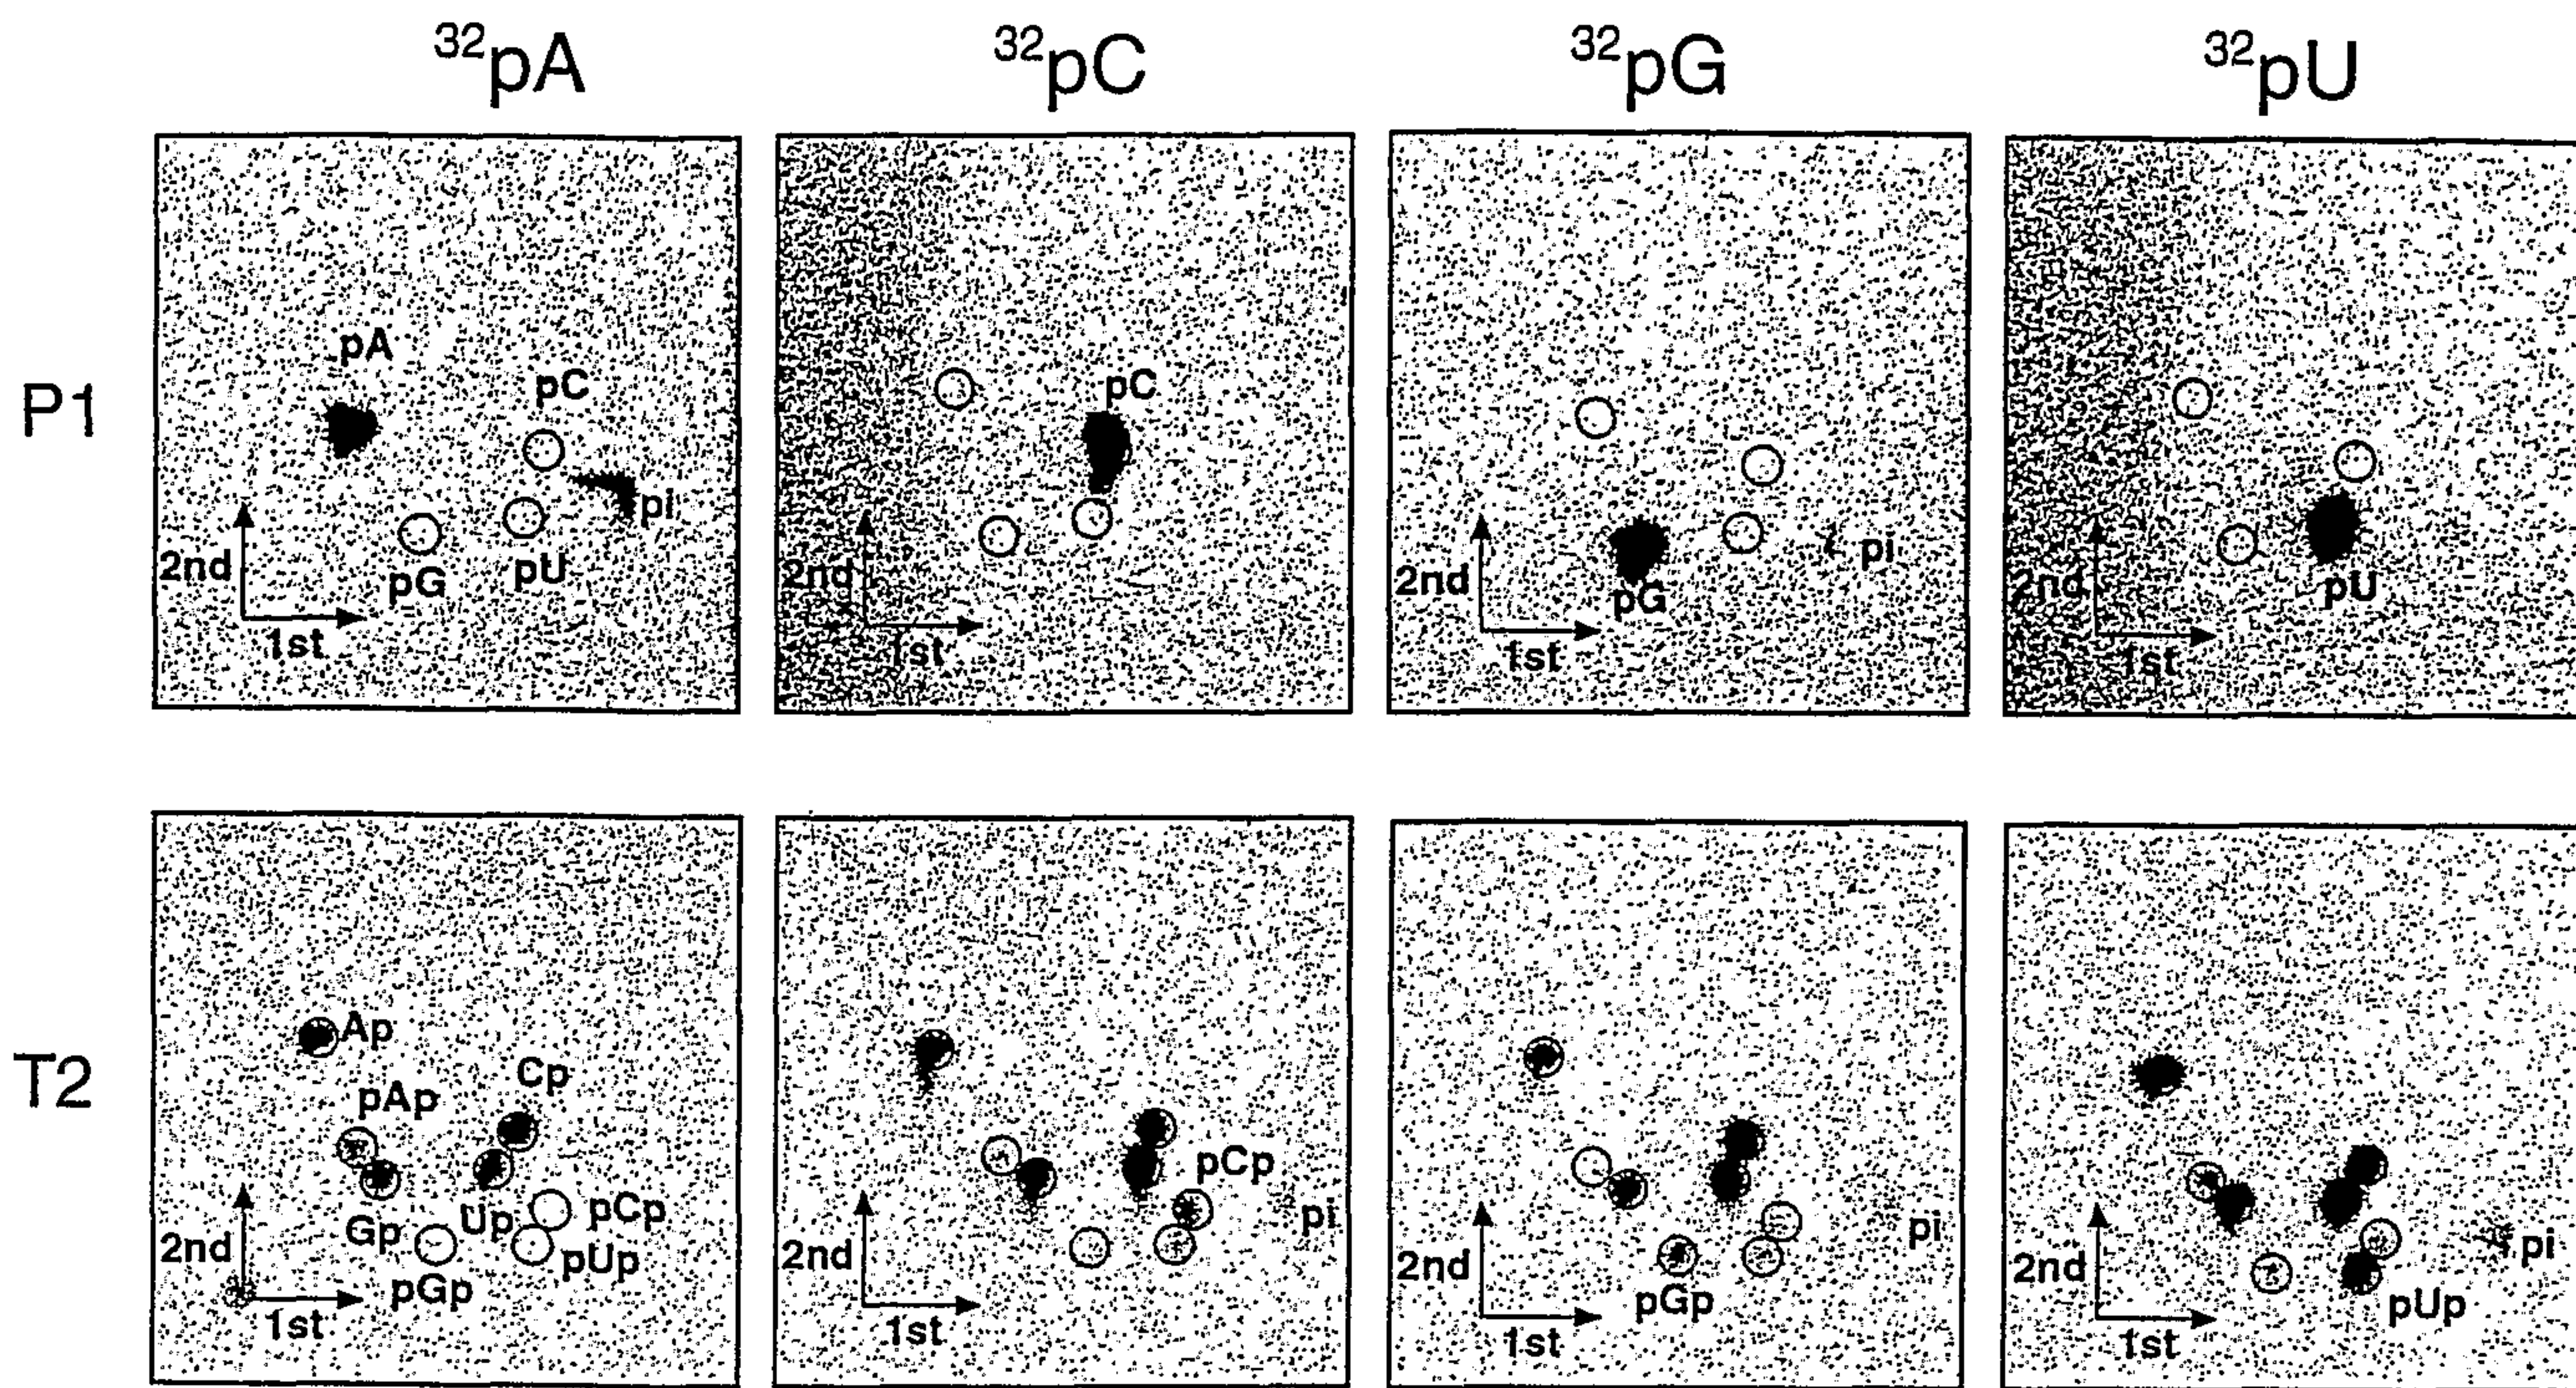 ³²pA ³²pC ³²pG ³²pU
P1
pA
pC
pi
pG
pU
2nd
1st
pC
2nd
1st
pi
pG
2nd
1st
pU
2nd
1st
T2
Ap
pAp
Cp
Gp
Up
pCp
pGp
pUp
2nd
1st
pCp
pi
2nd
1st
pi
pGp
2nd
1st
pi
pUp
2nd
1st